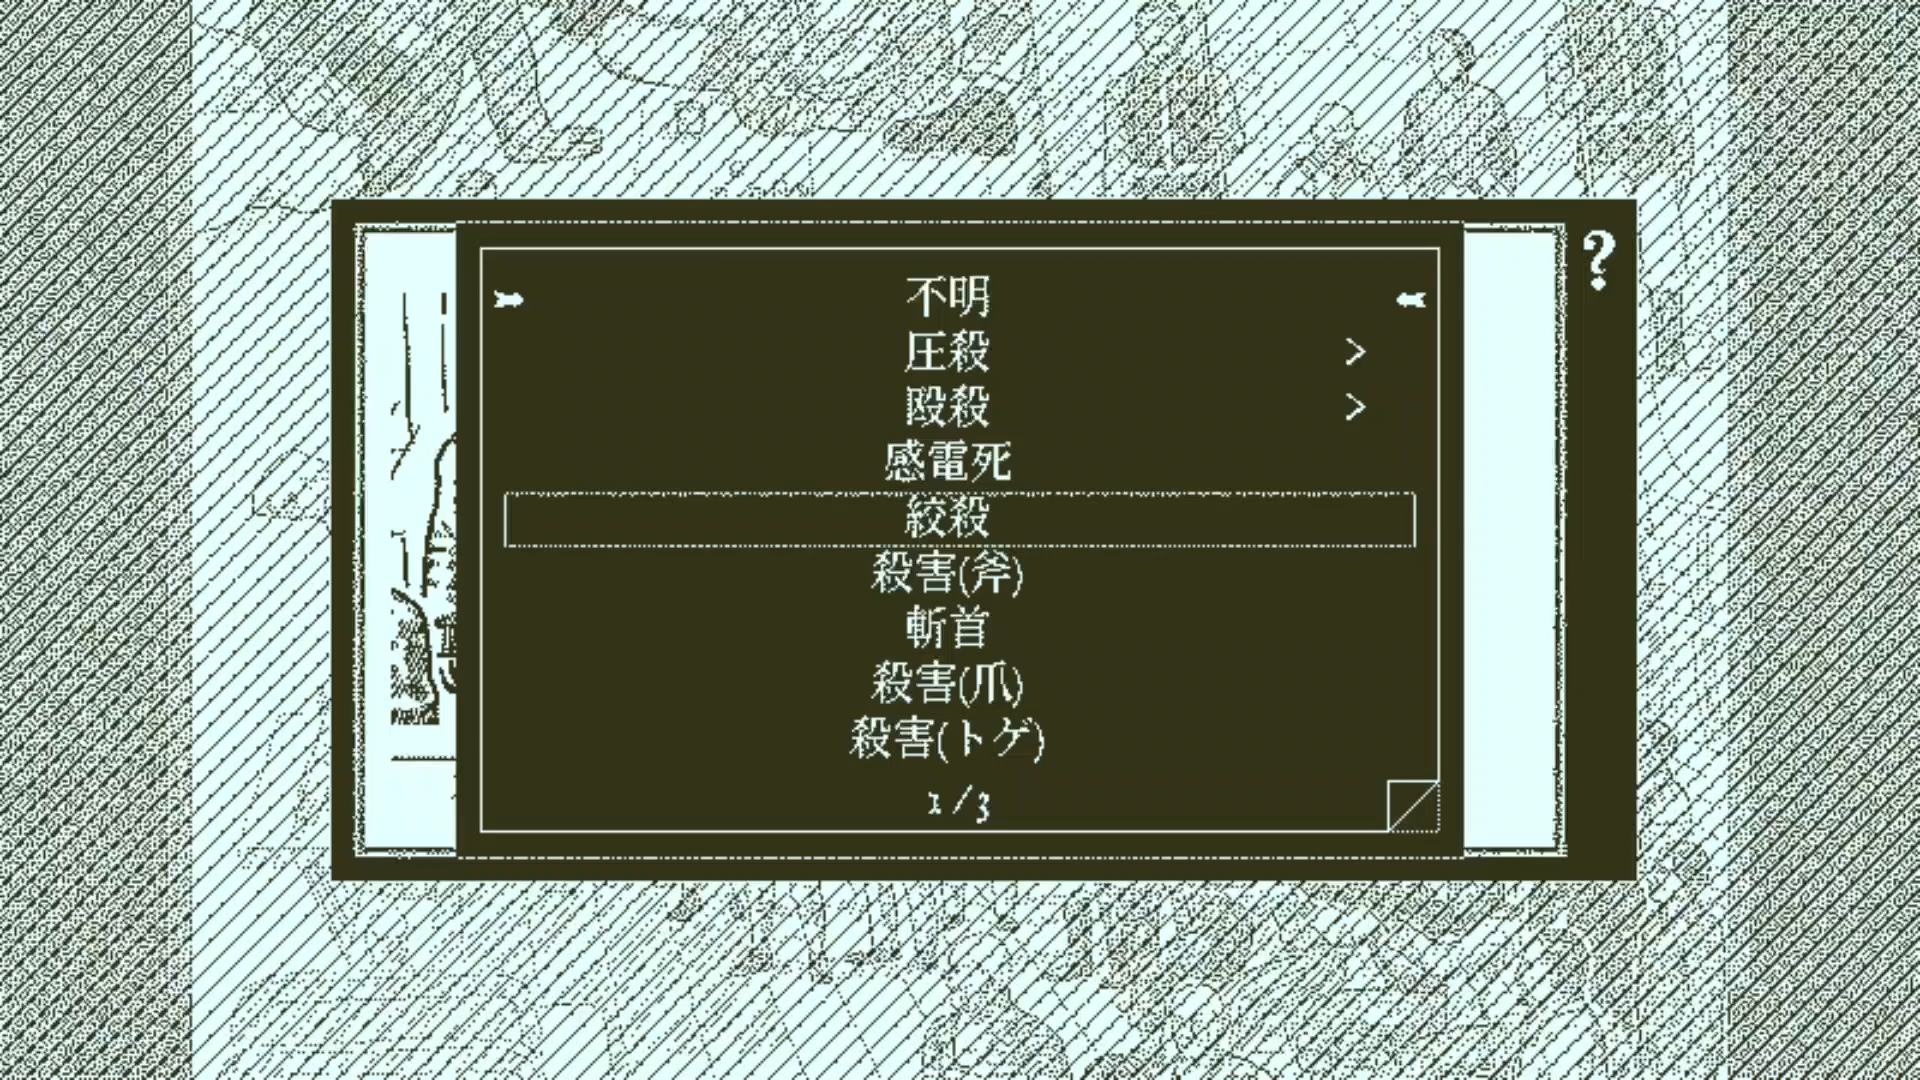 ?
不明
圧殺 >
殴殺 >
感電死
絞殺
殺害(斧)
斬首
殺害(爪)
殺害(トゲ)
1/3